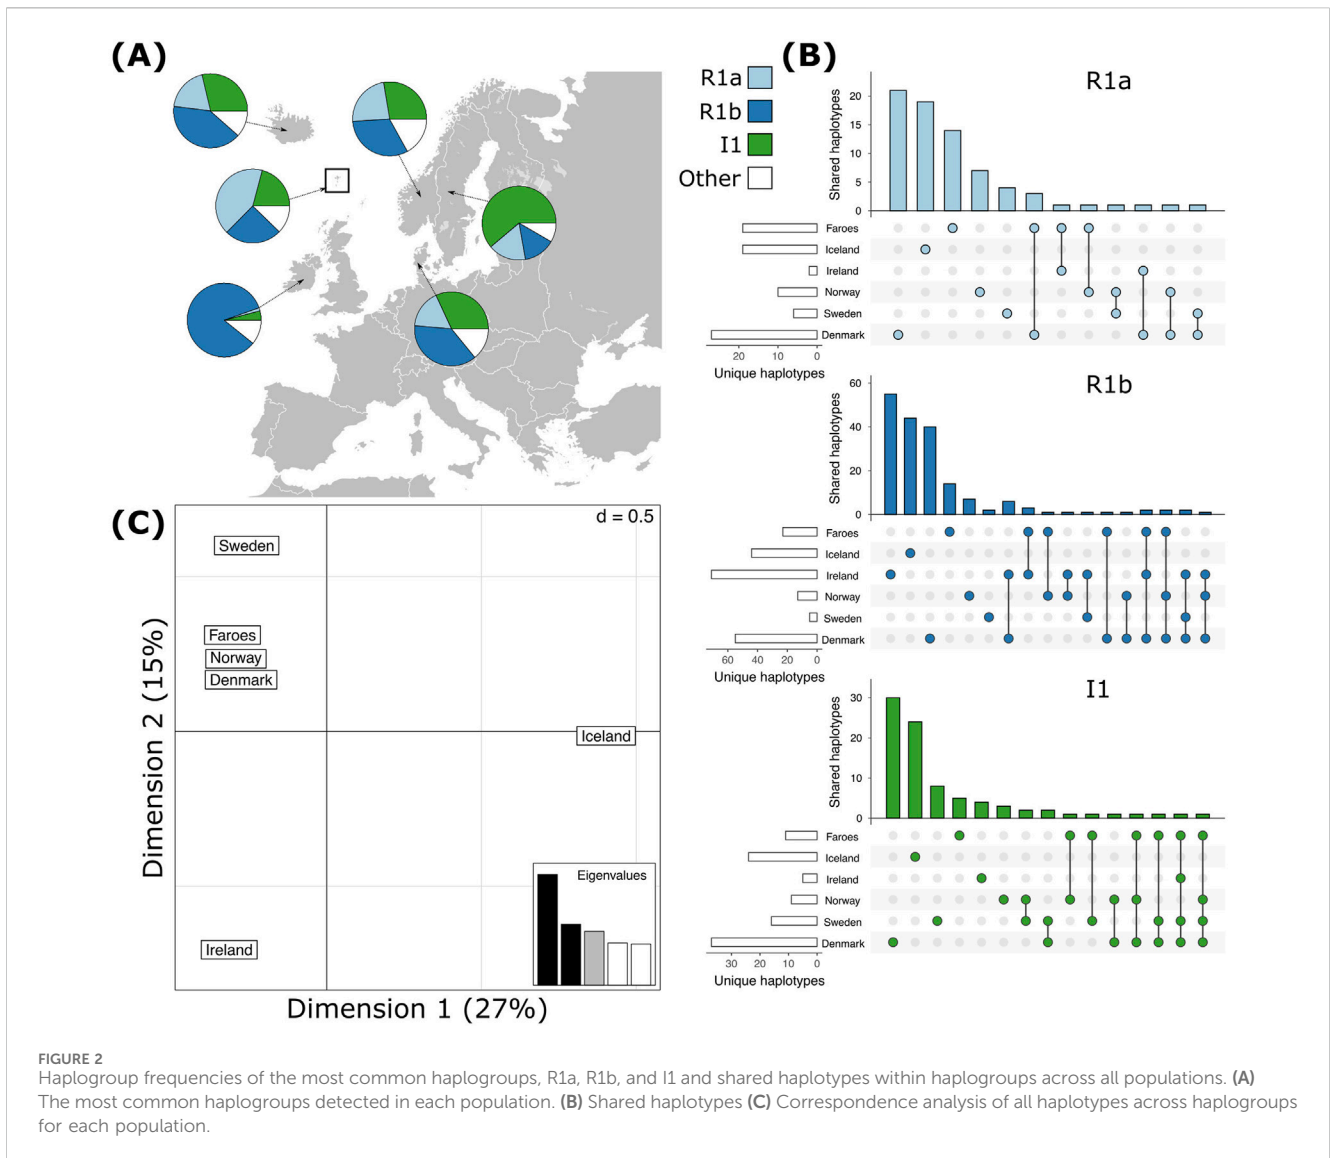 (A)
R1a
R1b
I1
Other
(B)
R1a
Shared haplotypes
20
15
10
5
0
Faroes
Iceland
Ireland
Norway
Sweden
Denmark
20
10
0
Unique haplotypes
R1b
Shared haplotypes
60
40
20
0
Faroes
Iceland
Ireland
Norway
Sweden
Denmark
60
40
20
0
Unique haplotypes
I1
Shared haplotypes
30
20
10
0
Faroes
Iceland
Ireland
Norway
Sweden
Denmark
30
20
10
0
Unique haplotypes
(C)
d = 0.5
Sweden
Faroes
Norway
Denmark
Iceland
Ireland
Eigenvalues
Dimension 2 (15%)
Dimension 1 (27%)
FIGURE 2
Haplogroup frequencies of the most common haplogroups, R1a, R1b, and I1 and shared haplotypes within haplogroups across all populations. (A)
The most common haplogroups detected in each population. (B) Shared haplotypes (C) Correspondence analysis of all haplotypes across haplogroups
for each population.